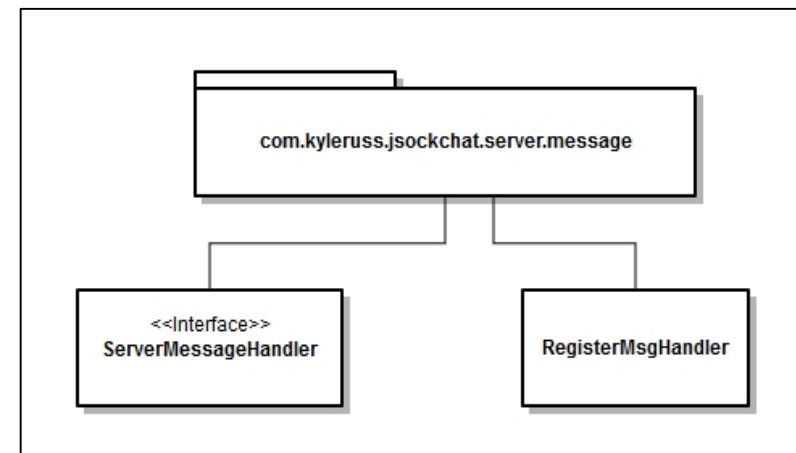 com.kyleruss.jsockchat.server.message
<<Interface>>
ServerMessageHandler
RegisterMsgHandler